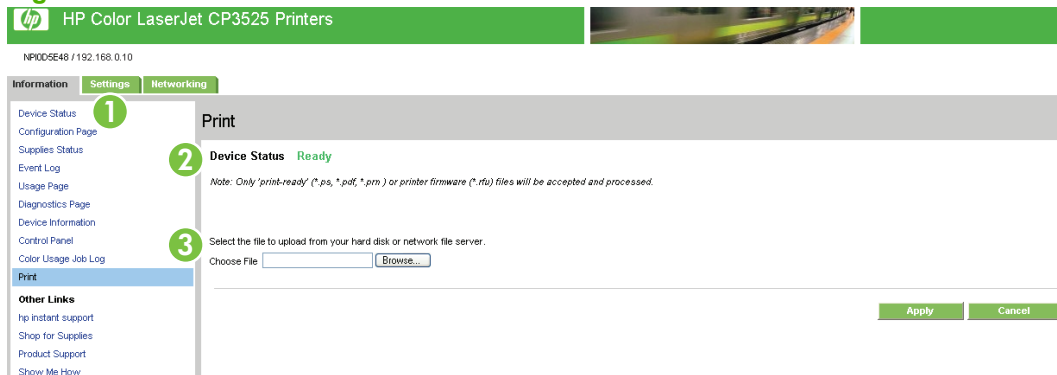 hp HP Color LaserJet CP3525 Printers
NPI0D5E48 / 192.168.0.10
Information Settings Networking
1
Device Status
Configuration Page
Supplies Status
Event Log
Usage Page
Diagnostics Page
Device Information
Control Panel
Color Usage Job Log
Print
Other Links
hp instant support
Shop for Supplies
Product Support
Show Me How
Print
2 Device Status Ready
Note: Only 'print-ready' (*.ps, *.pdf, *.prn ) or printer firmware (*.rfu) files will be accepted and processed.
3 Select the file to upload from your hard disk or network file server.
Choose File Browse...
Apply Cancel